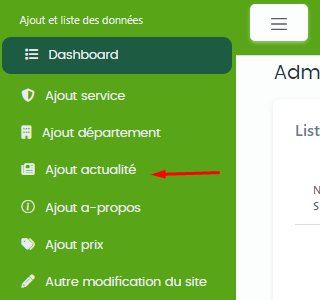 Ajout et liste des données
Dashboard
Ajout service
Ajout département
Ajout actualité
Ajout a-propos
Ajout prix
Autre modification du site
Adm
List
N
S